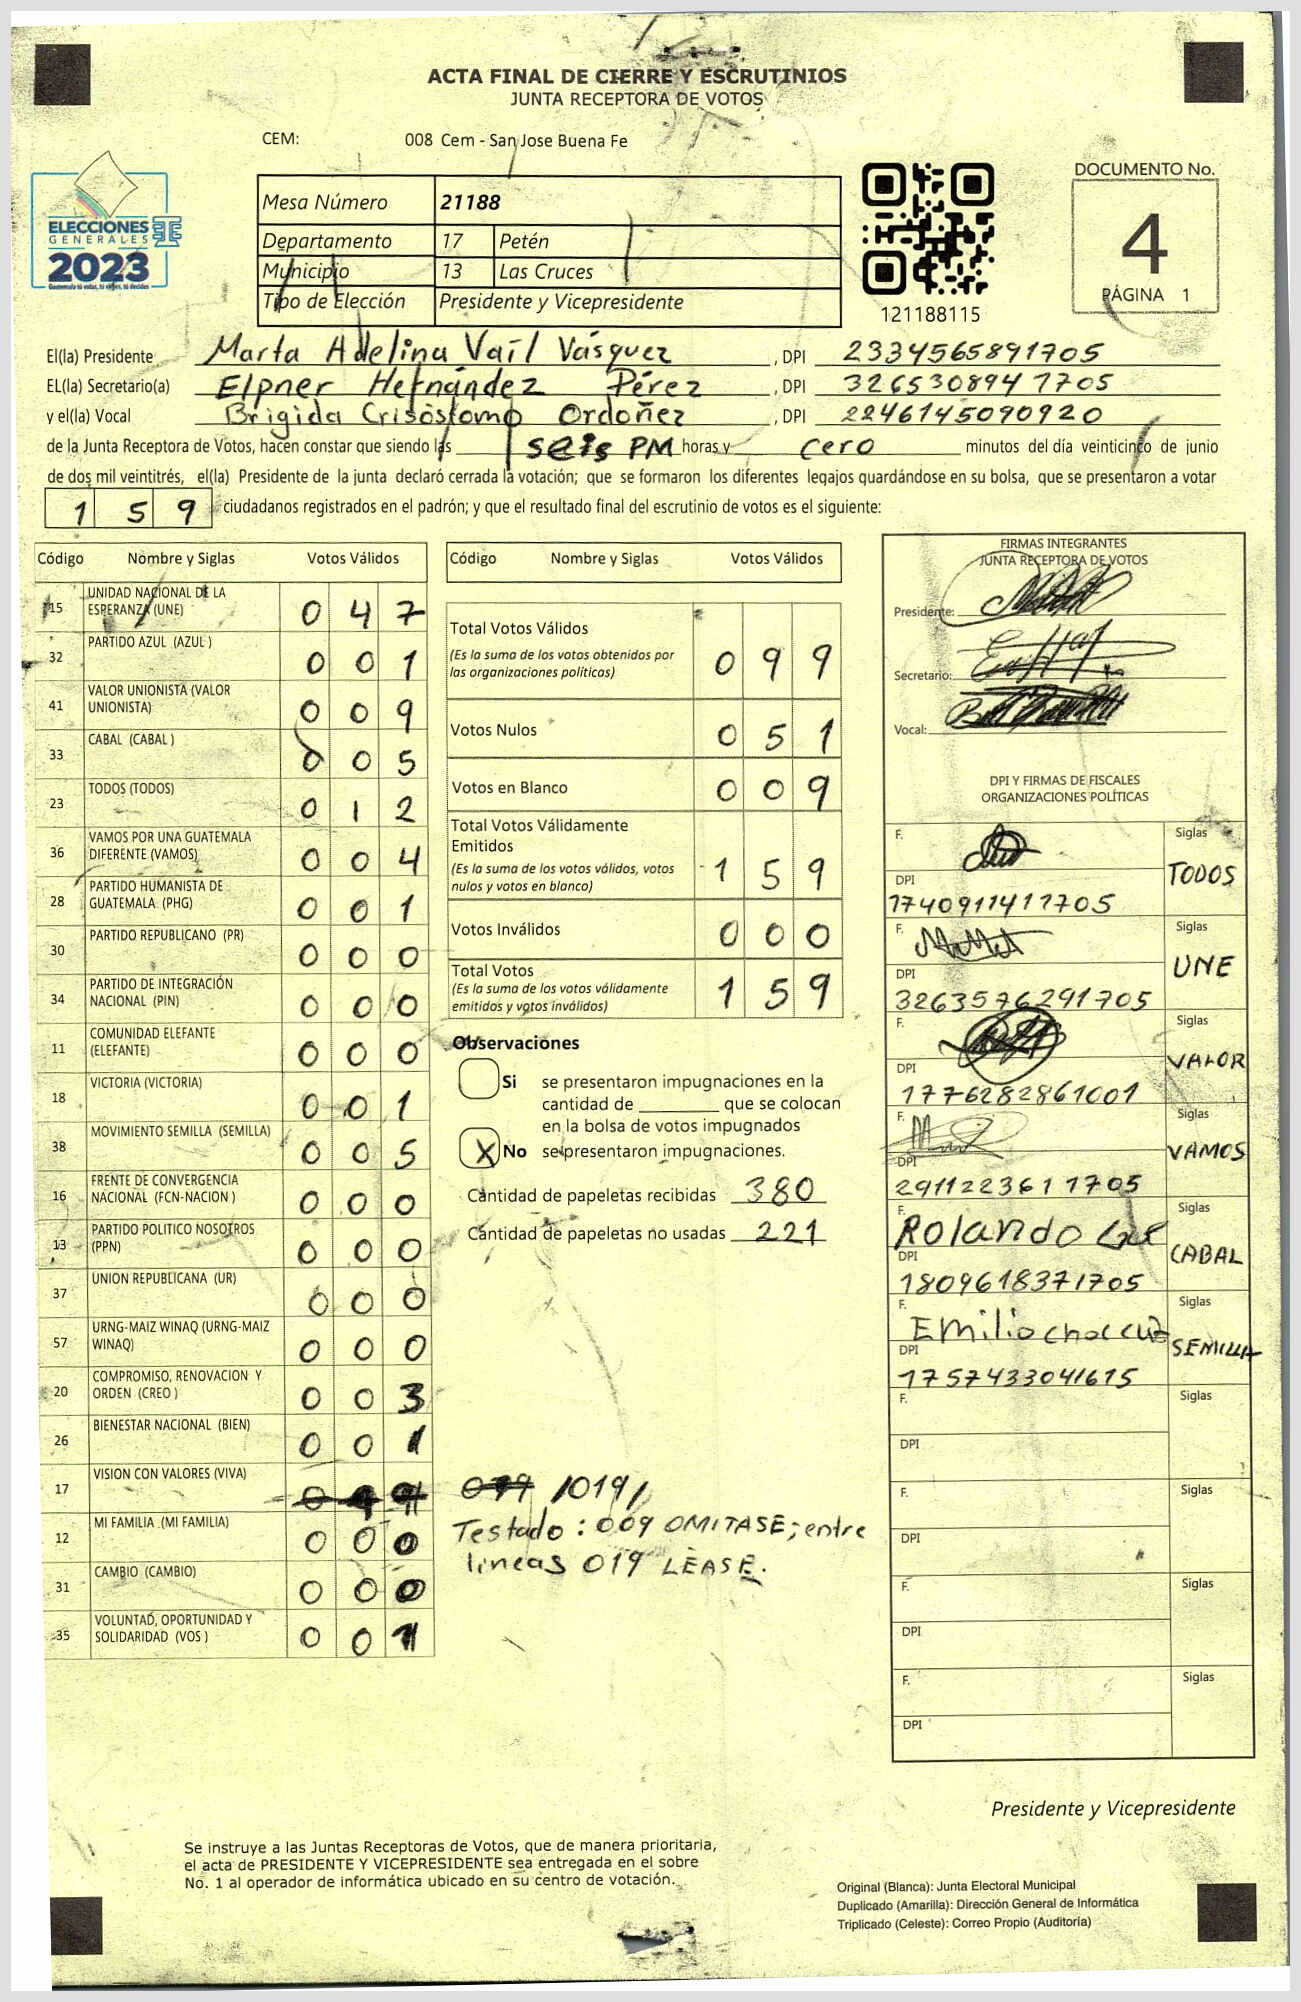 ACTA FINAL DE CIERRE Y ESCRUTINIOS
JUNTA RECEPTORA DE VOTOS
CEM: 008 Cem - San Jose Buena Fe
ELECCIONES
GENERALES
2023
Guatemala tú votas, tú eliges, tú decides
Mesa Número 21188
Departamento 17 Petén
Municipio 13 Las Cruces
Tipo de Elección Presidente y Vicepresidente
121188115
DOCUMENTO No.
4
PÁGINA 1
El(la) Presidente Marta Adelina Vaíl Vásquez , DPI 2334565891705
EL(la) Secretario(a) Elpner Hernández Pérez , DPI 3265308941705
y el(la) Vocal Brigida Crisóstomo Ordoñez , DPI 2246145090920
de la Junta Receptora de Votos, hacen constar que siendo las seis PM horas y cero minutos del día veinticinco de junio
de dos mil veintitrés, el(la) Presidente de la junta declaró cerrada la votación; que se formaron los diferentes legajos guardándose en su bolsa, que se presentaron a votar
1 5 9 ciudadanos registrados en el padrón; y que el resultado final del escrutinio de votos es el siguiente:
Código Nombre y Siglas Votos Válidos
15 UNIDAD NACIONAL DE LA
ESPERANZA (UNE) 0 4 7
32 PARTIDO AZUL (AZUL ) 0 0 1
41 VALOR UNIONISTA (VALOR
UNIONISTA) 0 0 9
33 CABAL (CABAL ) 0 0 5
23 TODOS (TODOS) 0 1 2
36 VAMOS POR UNA GUATEMALA
DIFERENTE (VAMOS) 0 0 4
28 PARTIDO HUMANISTA DE
GUATEMALA (PHG) 0 0 1
30 PARTIDO REPUBLICANO (PR) 0 0 0
34 PARTIDO DE INTEGRACIÓN
NACIONAL (PIN) 0 0 0
11 COMUNIDAD ELEFANTE
(ELEFANTE) 0 0 0
18 VICTORIA (VICTORIA) 0 0 1
38 MOVIMIENTO SEMILLA (SEMILLA) 0 0 5
16 FRENTE DE CONVERGENCIA
NACIONAL (FCN-NACION ) 0 0 0
13 PARTIDO POLITICO NOSOTROS
(PPN) 0 0 0
37 UNION REPUBLICANA (UR) 0 0 0
57 URNG-MAIZ WINAQ (URNG-MAIZ
WINAQ) 0 0 0
20 COMPROMISO, RENOVACION Y
ORDEN (CREO ) 0 0 3
26 BIENESTAR NACIONAL (BIEN) 0 0 1
17 VISION CON VALORES (VIVA)
12 MI FAMILIA (MI FAMILIA) 0 0 0
31 CAMBIO (CAMBIO) 0 0 0
35 VOLUNTAD, OPORTUNIDAD Y
SOLIDARIDAD (VOS ) 0 0 1
Código Nombre y Siglas Votos Válidos
Total Votos Válidos 0 9 9
(Es la suma de los votos obtenidos por
las organizaciones políticas)
Votos Nulos 0 5 1
Votos en Blanco 0 0 9
Total Votos Válidamente
Emitidos 1 5 9
(Es la suma de los votos válidos, votos
nulos y votos en blanco)
Votos Inválidos 0 0 0
Total Votos 1 5 9
(Es la suma de los votos válidamente
emitidos y votos inválidos)
Observaciones
Si se presentaron impugnaciones en la
cantidad de ________ que se colocan
en la bolsa de votos impugnados
X No se presentaron impugnaciones.
Cantidad de papeletas recibidas 380
Cantidad de papeletas no usadas 221
/019/
Testado: 009 OMITASE; entre
lineas 019 LÉASE.
FIRMAS INTEGRANTES
JUNTA RECEPTORA DE VOTOS
Presidente:
Secretario:
Vocal:
DPI Y FIRMAS DE FISCALES
ORGANIZACIONES POLÍTICAS
F. Siglas
TODOS
DPI
1740911411705
F. Siglas
UNE
DPI
3263576291705
F. Siglas
VALOR
DPI
1776282861001
F. Siglas
VAMOS
DPI
2911223611705
F. Rolando Siglas
CABAL
DPI
1809618371705
F. Emilio Siglas
SEMILLA
DPI
1757433041615
F. Siglas
DPI
F. Siglas
DPI
F. Siglas
DPI
F. Siglas
DPI
Presidente y Vicepresidente
Se instruye a las Juntas Receptoras de Votos, que de manera prioritaria,
el acta de PRESIDENTE Y VICEPRESIDENTE sea entregada en el sobre
No. 1 al operador de informática ubicado en su centro de votación.
Original (Blanca): Junta Electoral Municipal
Duplicado (Amarilla): Dirección General de Informática
Triplicado (Celeste): Correo Propio (Auditoría)